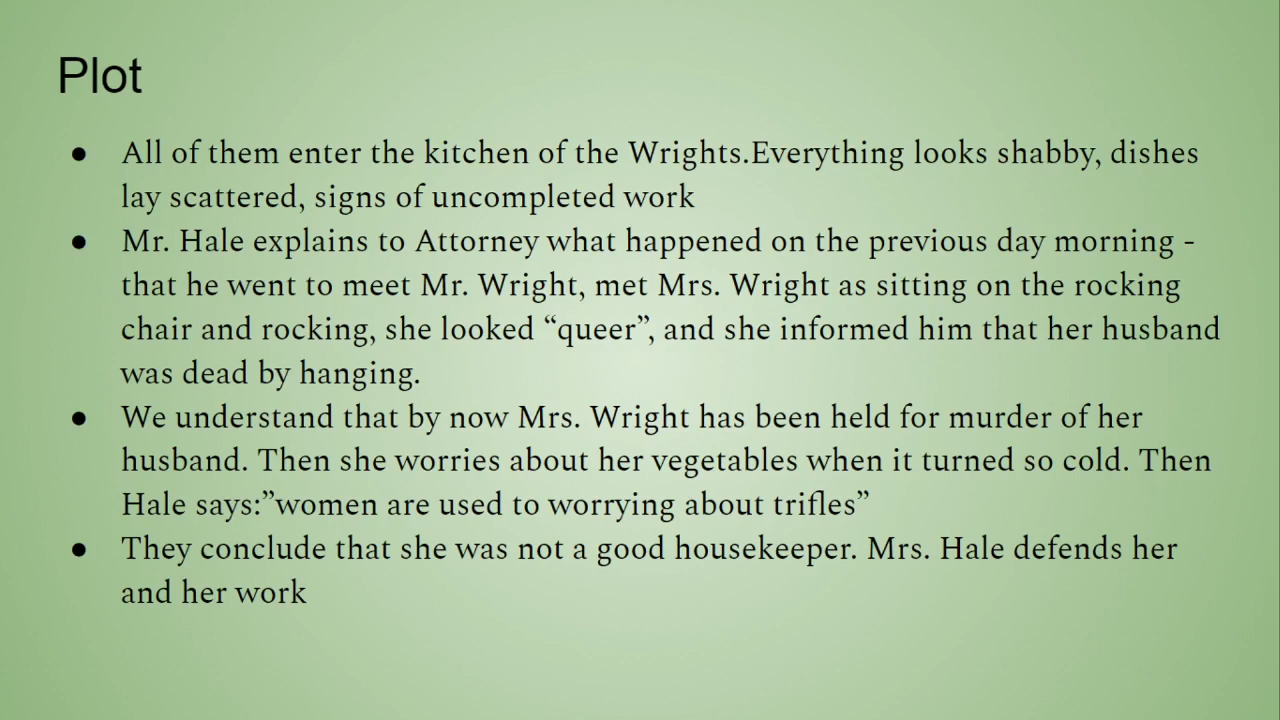 Plot
● All of them enter the kitchen of the Wrights.Everything looks shabby, dishes
lay scattered, signs of uncompleted work
● Mr. Hale explains to Attorney what happened on the previous day morning -
that he went to meet Mr. Wright, met Mrs. Wright as sitting on the rocking
chair and rocking, she looked “queer”, and she informed him that her husband
was dead by hanging.
● We understand that by now Mrs. Wright has been held for murder of her
husband. Then she worries about her vegetables when it turned so cold. Then
Hale says:”women are used to worrying about trifles”
● They conclude that she was not a good housekeeper. Mrs. Hale defends her
and her work